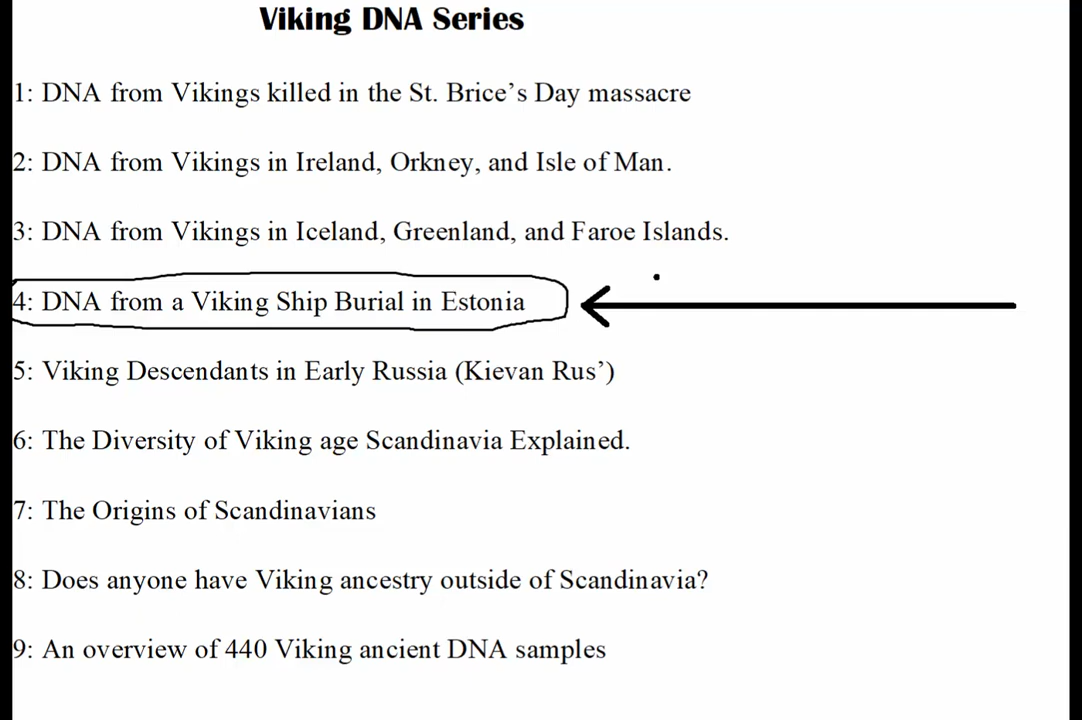 Viking DNA Series
1: DNA from Vikings killed in the St. Brice’s Day massacre
2: DNA from Vikings in Ireland, Orkney, and Isle of Man.
3: DNA from Vikings in Iceland, Greenland, and Faroe Islands.
4: DNA from a Viking Ship Burial in Estonia
5: Viking Descendants in Early Russia (Kievan Rus’)
6: The Diversity of Viking age Scandinavia Explained.
7: The Origins of Scandinavians
8: Does anyone have Viking ancestry outside of Scandinavia?
9: An overview of 440 Viking ancient DNA samples